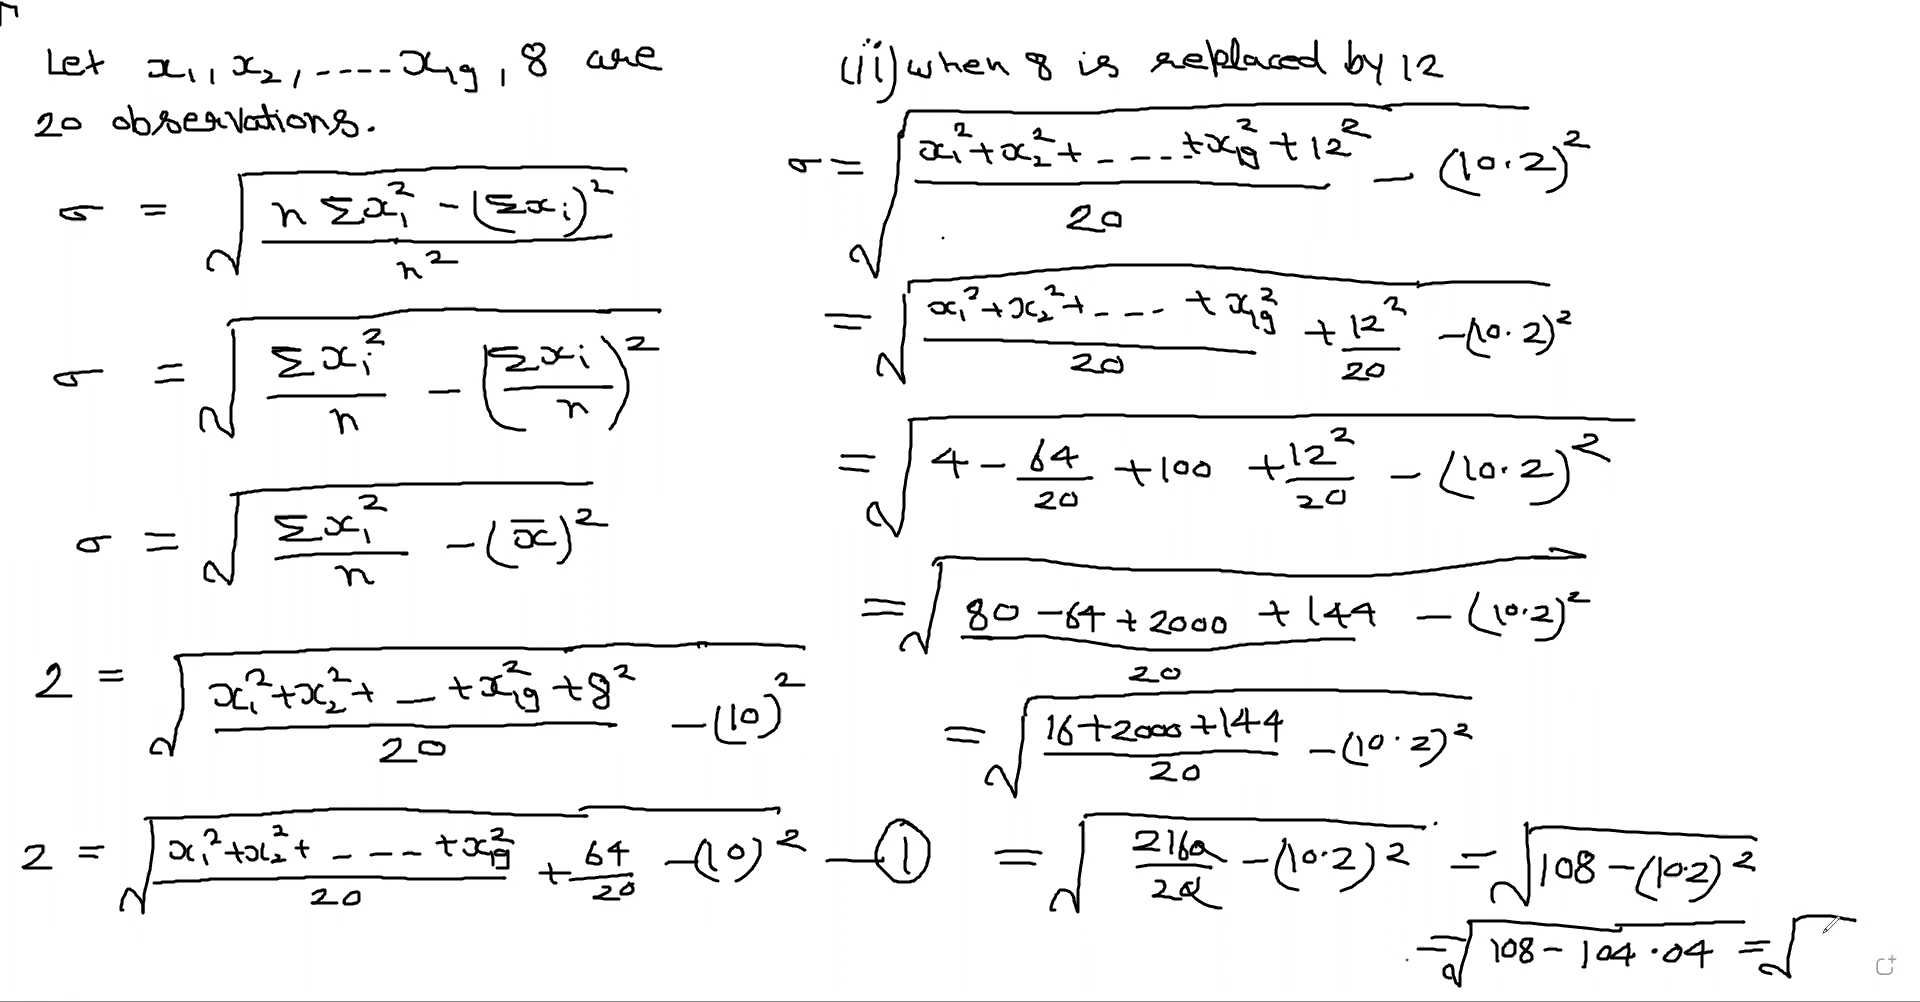 Let x₁, x₂, ....x₁₉, 8 are
20 observations.
σ = √((n Σxᵢ² - (Σxᵢ)²)/n²)
σ = √(Σxᵢ²/n - (Σxᵢ/n)²)
σ = √(Σxᵢ²/n - (x̄)²)
2 = √((x₁²+x₂²+ ... +x₁₉²+8²)/20 - (10)²)
2 = √((x₁²+x₂²+ ....+x₁₉²)/20 + 64/20 - (10)²) — ①
(ii) when 8 is replaced by 12
σ = √((x₁²+x₂²+ ....+x₁₉²+12²)/20 - (10.2)²)
= √((x₁²+x₂²+.... +x₁₉²)/20 + 12²/20 - (10.2)²)
= √(4 - 64/20 + 100 + 12²/20 - (10.2)²)
= √((80 - 64 + 2000 + 144)/20 - (10.2)²)
= √((16+2000+144)/20 - (10.2)²)
= √(2160/20 - (10.2)²) = √(108 - (10.2)²)
= √(108 - 104.04) = √